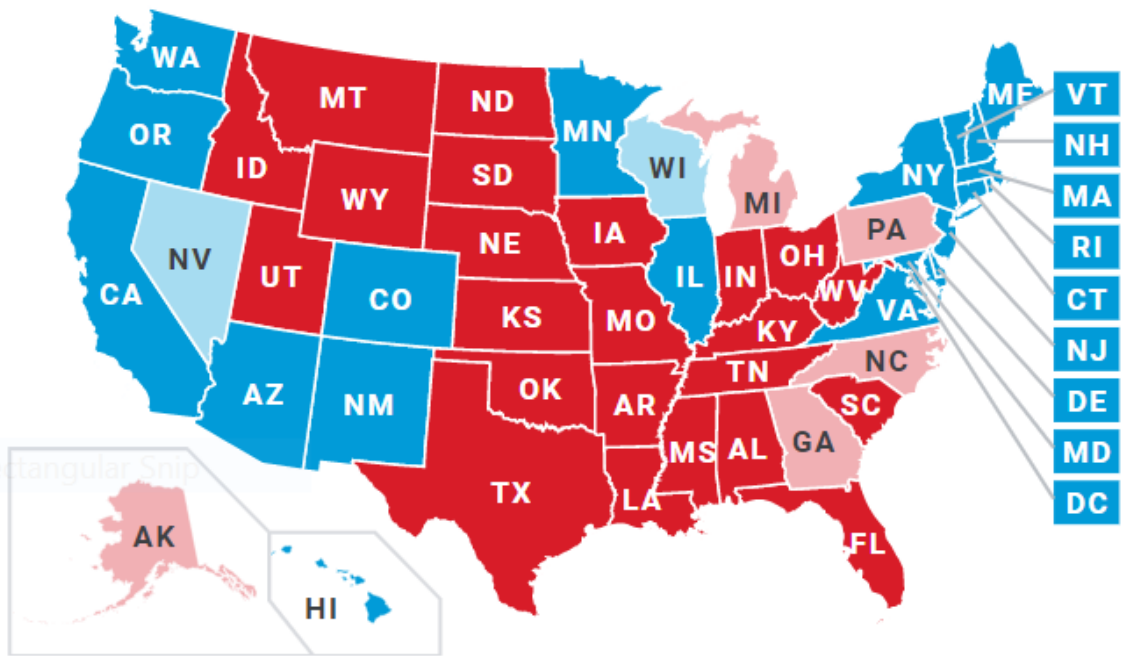 WA
MT
ND
MN
ME
VT
OR
ID
SD
WI
NH
WY
MI
NY
MA
NE
IA
PA
RI
NV
UT
CO
IL
IN
OH
WV
VA
CT
CA
KS
MO
KY
NJ
AZ
NM
OK
AR
TN
NC
DE
SC
MS
AL
GA
MD
ctangular Snip
TX
LA
DC
AK
FL
HI